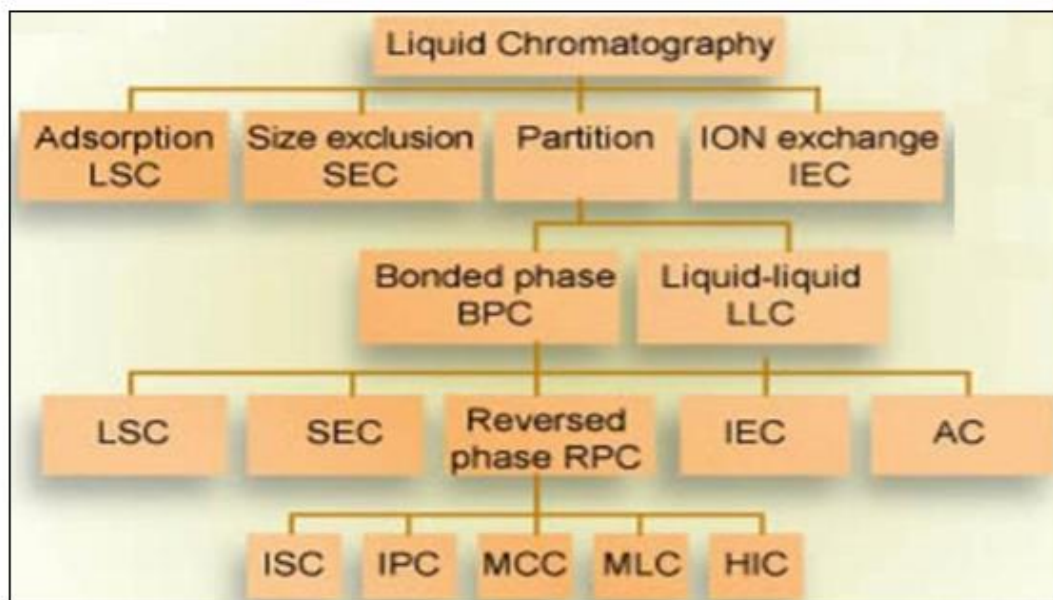 Liquid Chromatography
Adsorption
LSC
Size exclusion
SEC
Partition
ION exchange
IEC
Bonded phase
BPC
Liquid-liquid
LLC
LSC
SEC
Reversed
phase RPC
IEC
AC
ISC
IPC
MCC
MLC
HIC